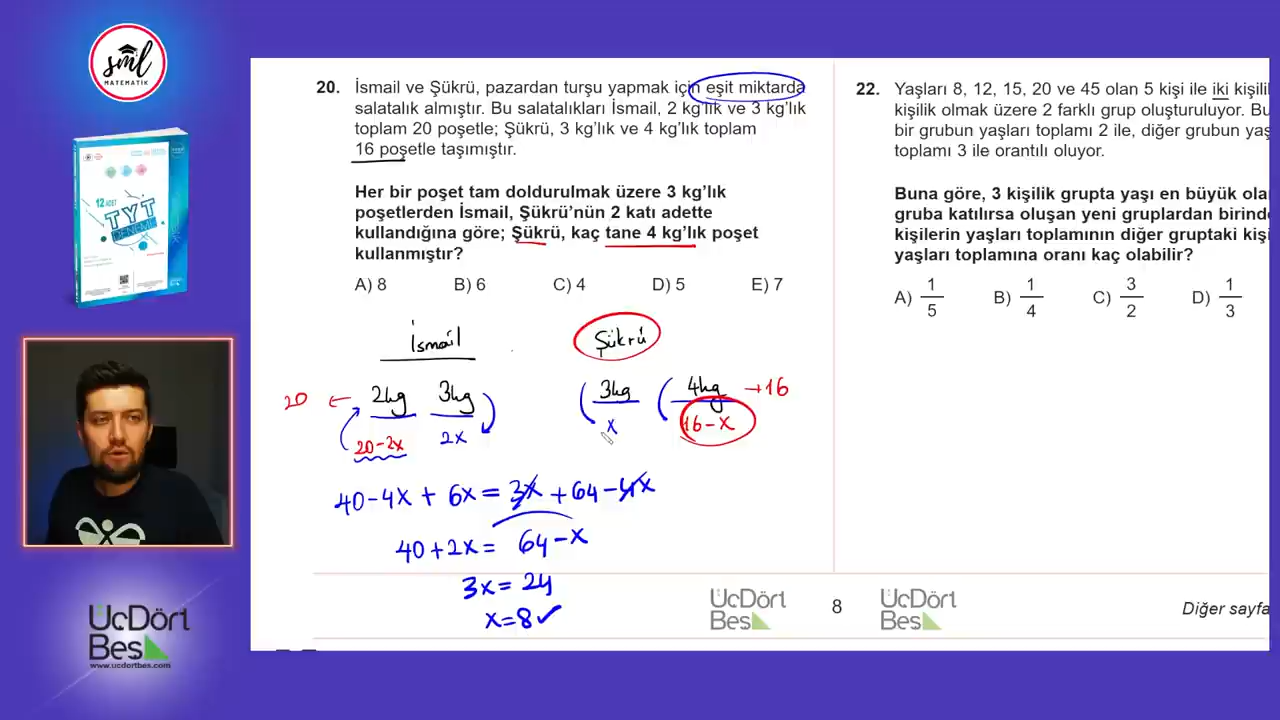 sml
MATEMATİK
12 ADET
TYT
DENEME
ÜçDört
Beş
www.ucdortbes.com
20. İsmail ve Şükrü, pazardan turşu yapmak için eşit miktarda
salatalık almıştır. Bu salatalıkları İsmail, 2 kg'lık ve 3 kg'lık
toplam 20 poşetle; Şükrü, 3 kg'lık ve 4 kg'lık toplam
16 poşetle taşımıştır.
Her bir poşet tam doldurulmak üzere 3 kg'lık
poşetlerden İsmail, Şükrü'nün 2 katı adette
kullandığına göre; Şükrü, kaç tane 4 kg'lık poşet
kullanmıştır?
A) 8 B) 6 C) 4 D) 5 E) 7
İsmail Şükrü
20 ← 2kg 3kg 3kg 4kg →16
20-2x 2x x 16-x
40-4x + 6x = 3x +64-4x
40+2x = 64-x
3x = 24
x=8 ✓
ÜçDört
Beş
8
22. Yaşları 8, 12, 15, 20 ve 45 olan 5 kişi ile iki kişili
kişilik olmak üzere 2 farklı grup oluşturuluyor. Bu
bir grubun yaşları toplamı 2 ile, diğer grubun yaş
toplamı 3 ile orantılı oluyor.
Buna göre, 3 kişilik grupta yaşı en büyük ola
gruba katılırsa oluşan yeni gruplardan birinde
kişilerin yaşları toplamının diğer gruptaki kişi
yaşları toplamına oranı kaç olabilir?
A) 1/5 B) 1/4 C) 3/2 D) 1/3
ÜçDört
Beş
Diğer sayfa